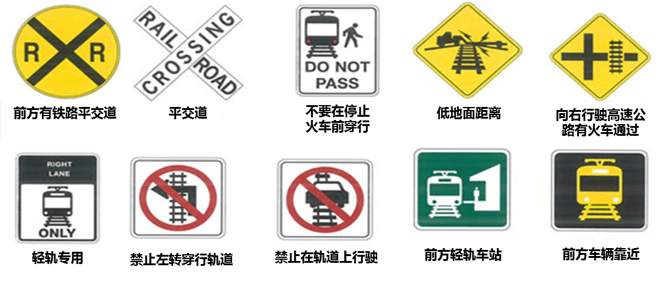 R R
RAIL CROSSING ROAD
DO NOT
PASS
前方有铁路平交道
平交道
不要在停止
火车前穿行
低地面距离
向右行驶高速公
路有火车通过
RIGHT
LANE
ONLY
轻轨专用
禁止左转穿行轨道
禁止在轨道上行驶
前方轻轨车站
前方车辆靠近